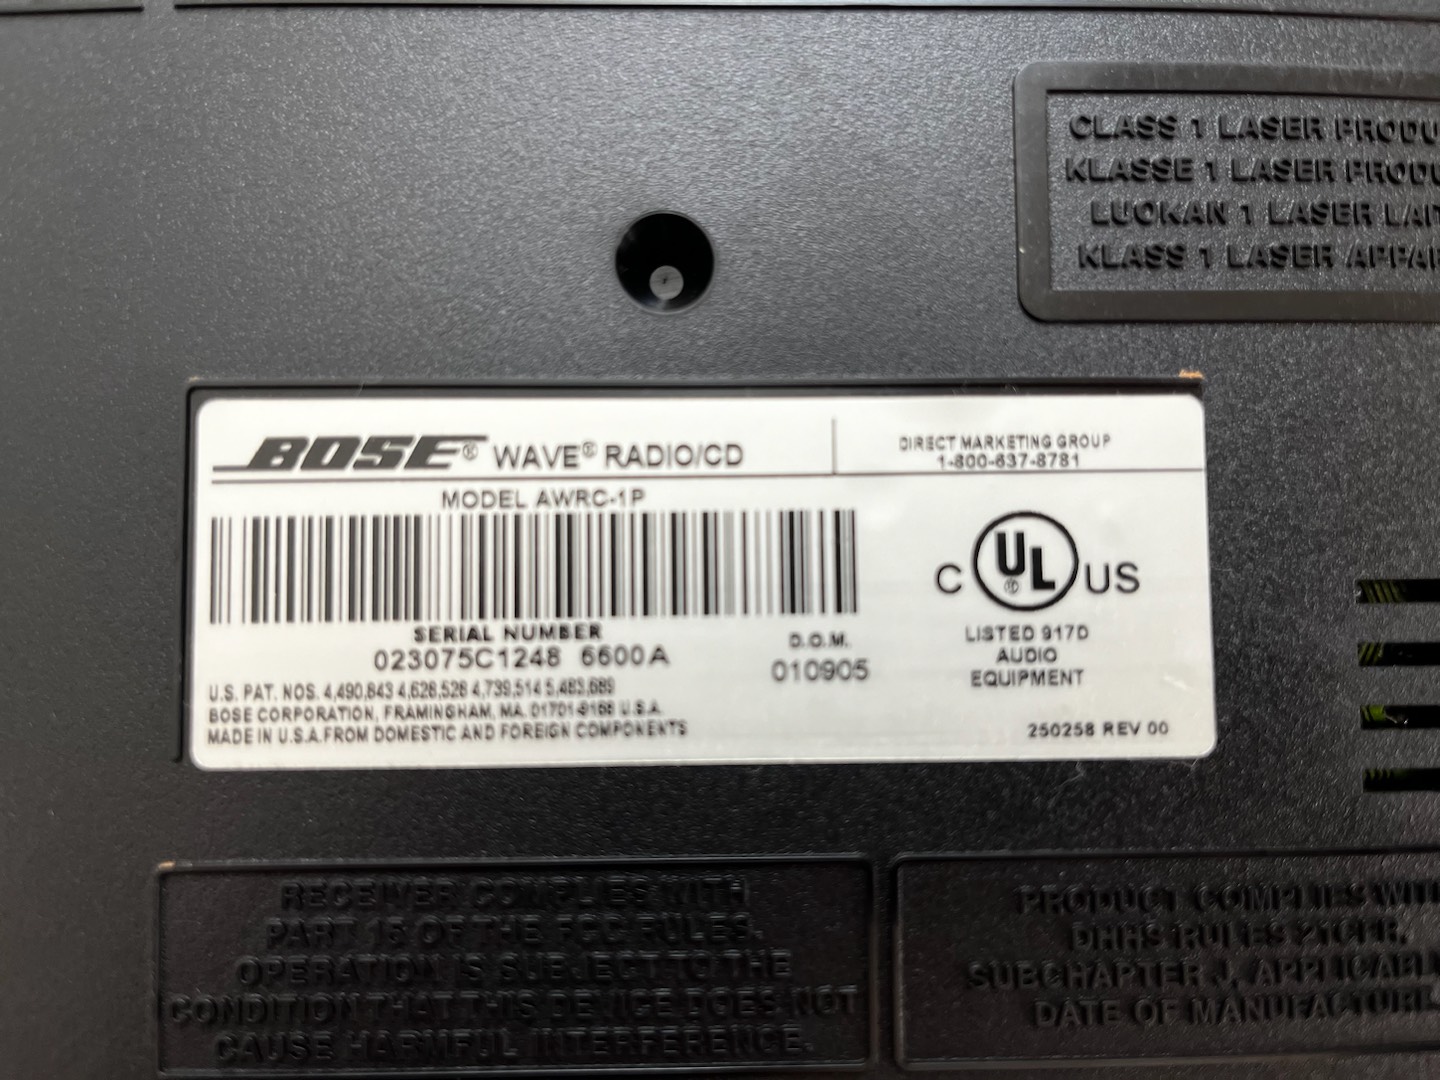 CLASS 1 LASER
KLASSE 1 LASER
LUOKAN 1 LASER
KLASS 1 LASER
BOSE® WAVE® RADIO/CD
DIRECT MARKETING GROUP
1-800-637-8781
MODEL AWRC-1P
SERIAL NUMBER
023075C1248 6600A
D.O.M.
010905
C UL® US
LISTED 917D
AUDIO
EQUIPMENT
U.S. PAT. NOS. 4,490,843 4,628,528 4,739,514 5,483,689
BOSE CORPORATION, FRAMINGHAM, MA. 01701-9168 U.S.A.
MADE IN U.S.A. FROM DOMESTIC AND FOREIGN COMPONENTS
250258 REV 00
RECEIVER COMPLIES WITH
PART 15 OF THE FCC RULES.
OPERATION IS SUBJECT TO THE
CONDITION THAT THIS DEVICE DOES NOT
CAUSE HARMFUL INTERFERENCE.
PRODUCT COMPLIES WITH
DHHS RULES 21CFR,
SUBCHAPTER J, APPLICABLE
DATE OF MANUFACTURE